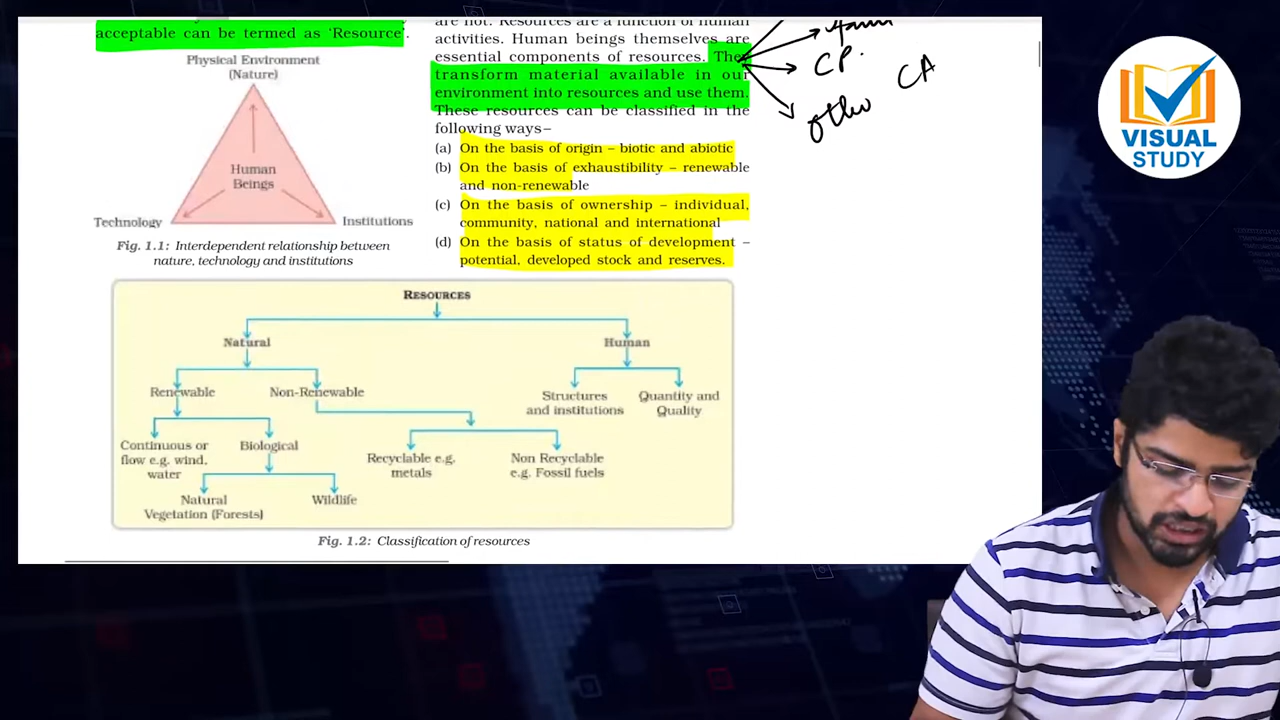 acceptable can be termed as ‘Resource’.
Physical Environment
(Nature)
Human
Beings
Technology
Institutions
Fig. 1.1: Interdependent relationship between
nature, technology and institutions
are not. Resources are a function of human
activities. Human beings themselves are
essential components of resources. They
transform material available in our
environment into resources and use them.
These resources can be classified in the
following ways–
(a) On the basis of origin – biotic and abiotic
(b) On the basis of exhaustibility – renewable
and non-renewable
(c) On the basis of ownership – individual,
community, national and international
(d) On the basis of status of development –
potential, developed stock and reserves.
CP.
CA
RESOURCES
Natural
Human
Renewable
Non-Renewable
Structures
and institutions
Quantity and
Quality
Continuous or
flow e.g. wind,
water
Biological
Recyclable e.g.
metals
Non Recyclable
e.g. Fossil fuels
Natural
Vegetation (Forests)
Wildlife
Fig. 1.2: Classification of resources
VISUAL
STUDY